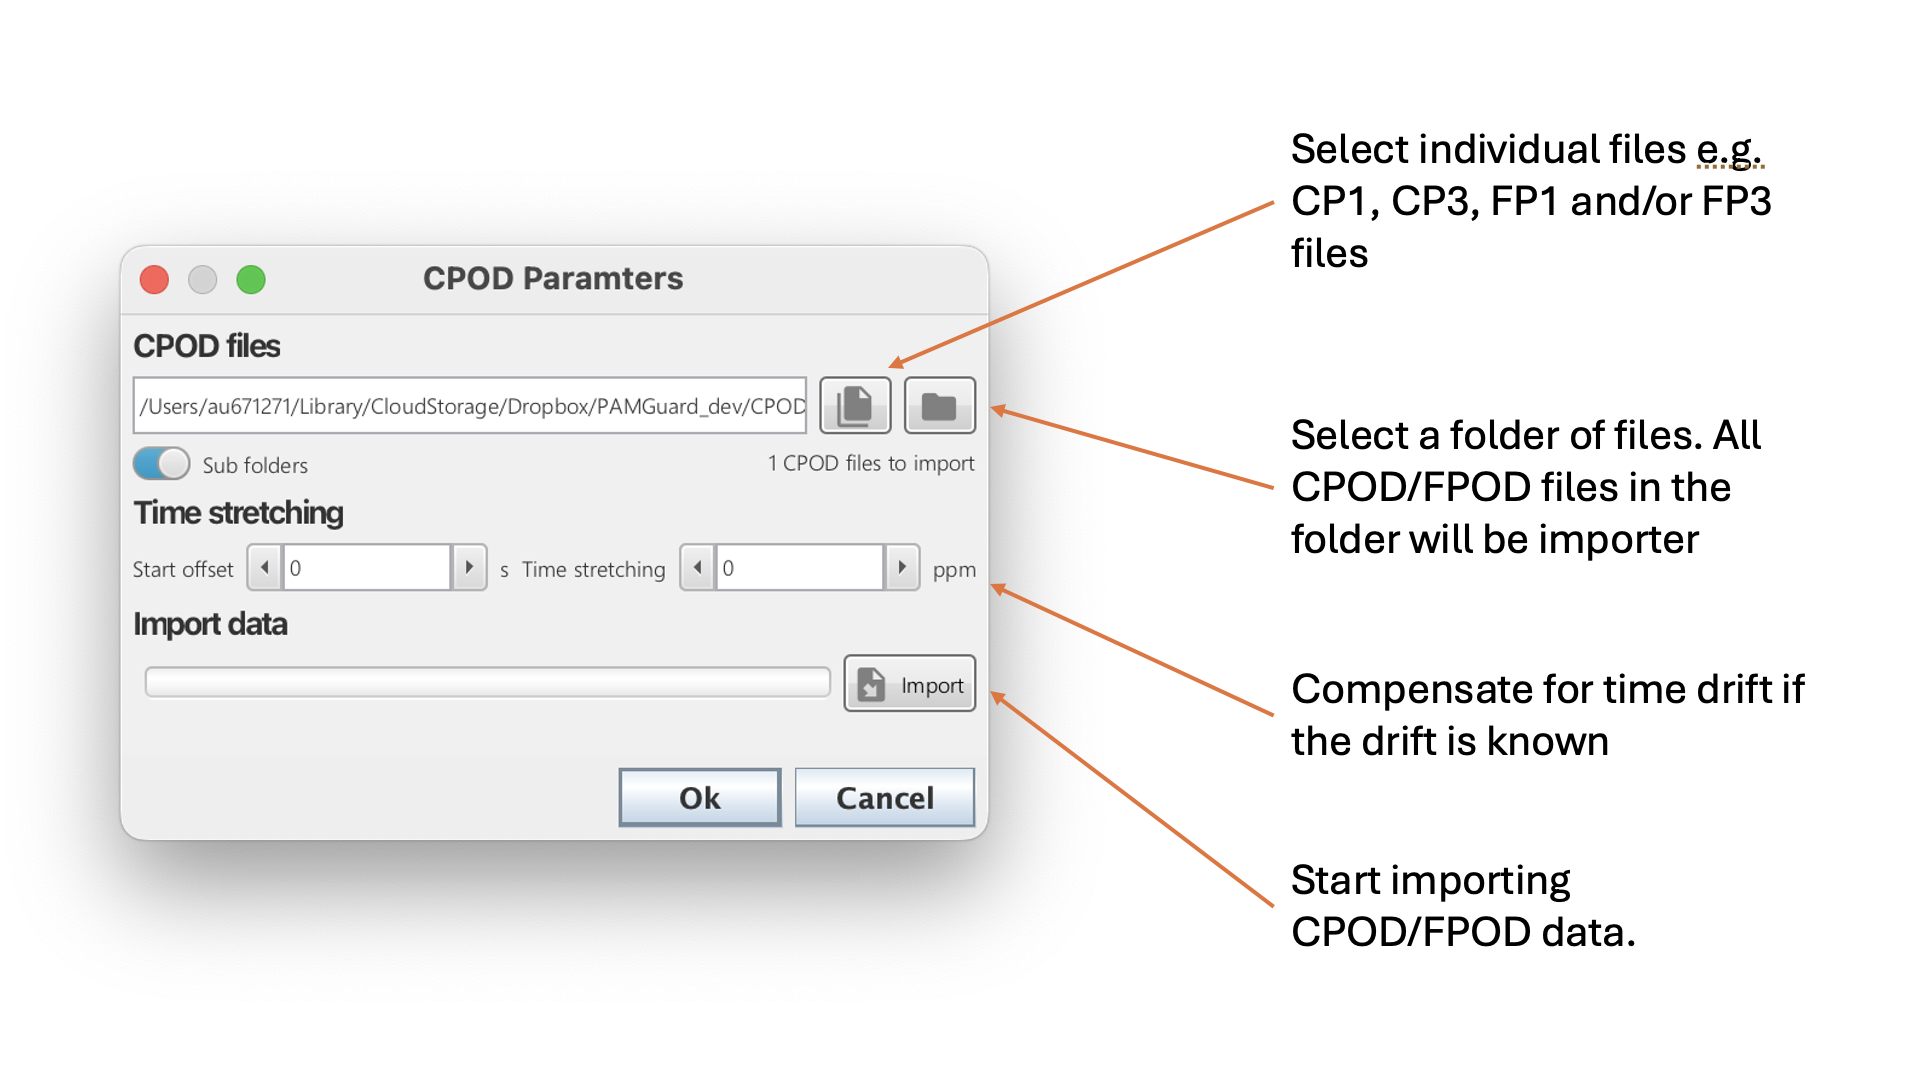 CPOD Paramters
CPOD files
/Users/au671271/Library/CloudStorage/Dropbox/PAMGuard_dev/CPOD
Sub folders
1 CPOD files to import
Time stretching
Start offset 0 s Time stretching 0 ppm
Import data
Import
Ok Cancel
Select individual files e.g.
CP1, CP3, FP1 and/or FP3
files
Select a folder of files. All
CPOD/FPOD files in the
folder will be importer
Compensate for time drift if
the drift is known
Start importing
CPOD/FPOD data.